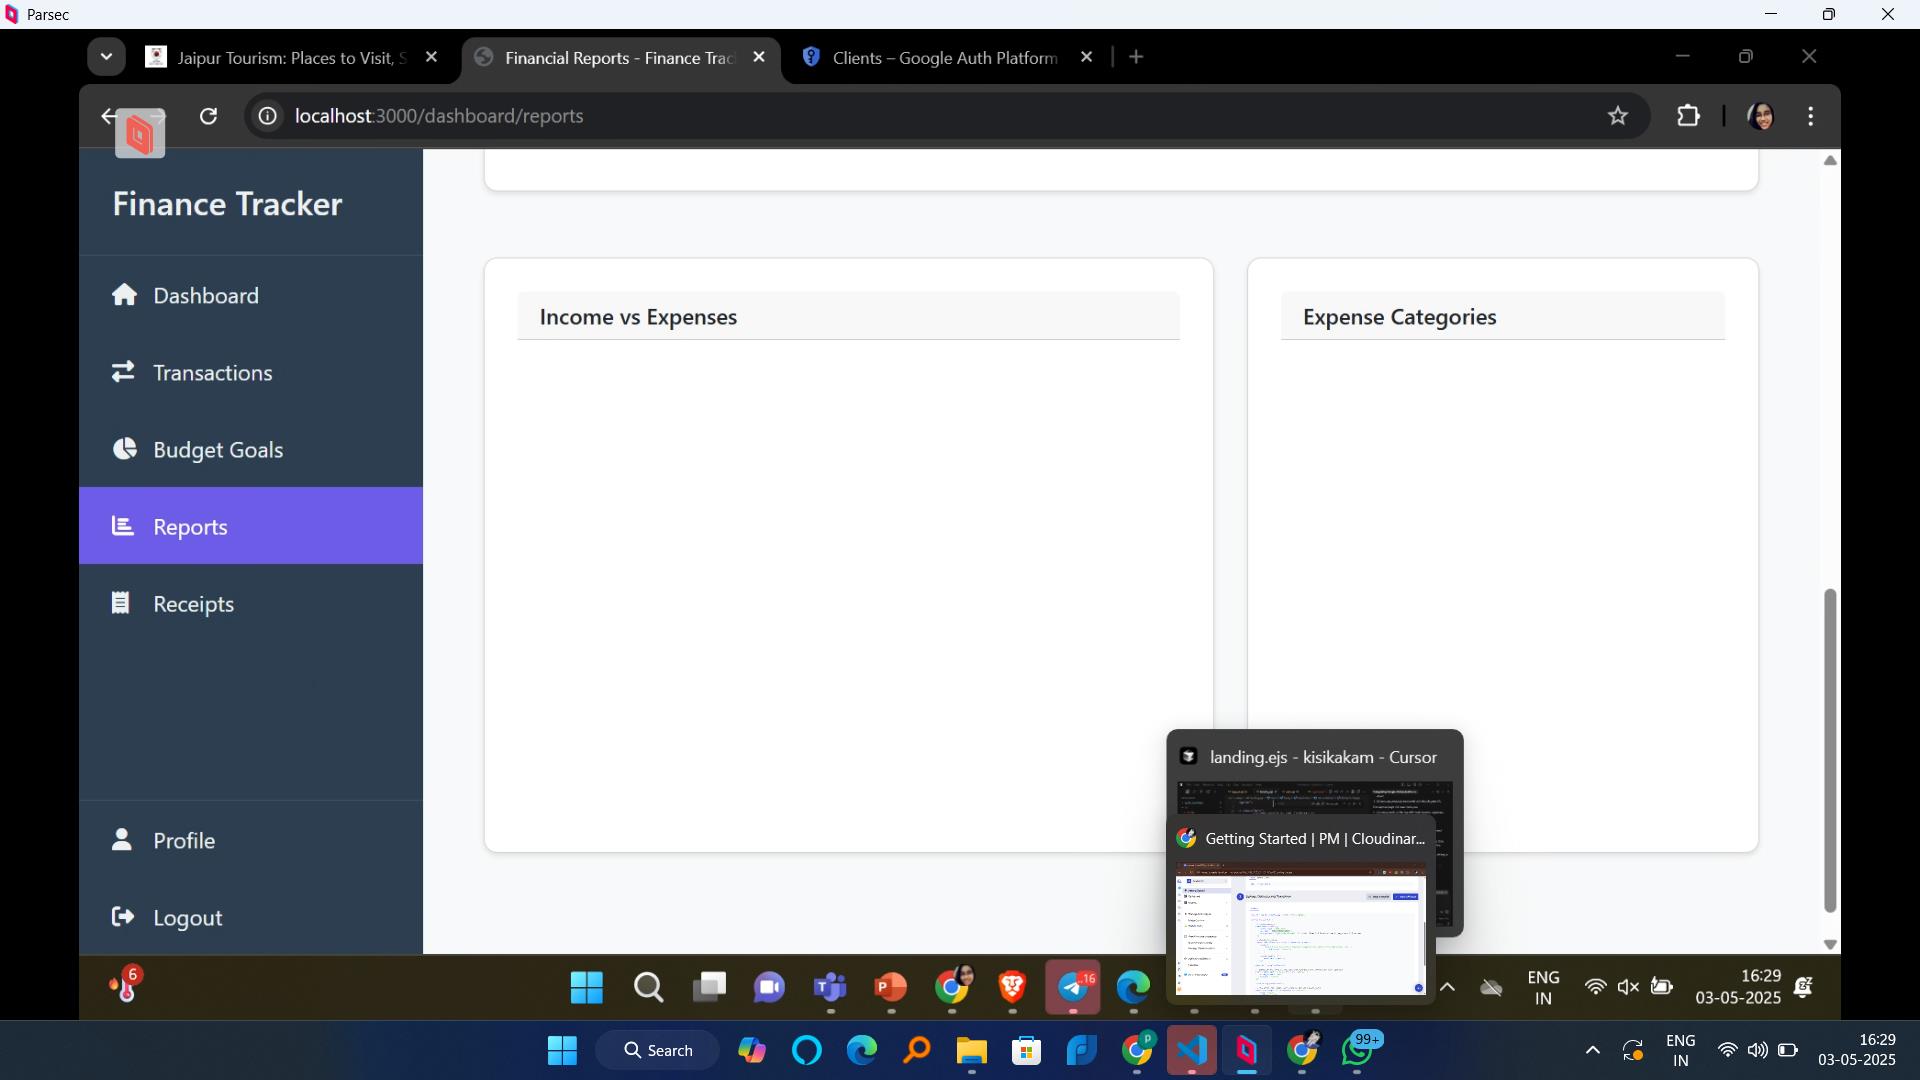 Parsec
Jaipur Tourism: Places to Visit, S
Financial Reports - Finance Trac
Clients – Google Auth Platform
localhost:3000/dashboard/reports
Finance Tracker
Dashboard
Transactions
Budget Goals
Reports
Receipts
Profile
Logout
Income vs Expenses
Expense Categories
landing.ejs - kisikakam - Cursor
Getting Started | PM | Cloudinar...
6
16
ENG
IN
16:29
03-05-2025
Search
P
99+
ENG
IN
16:29
03-05-2025